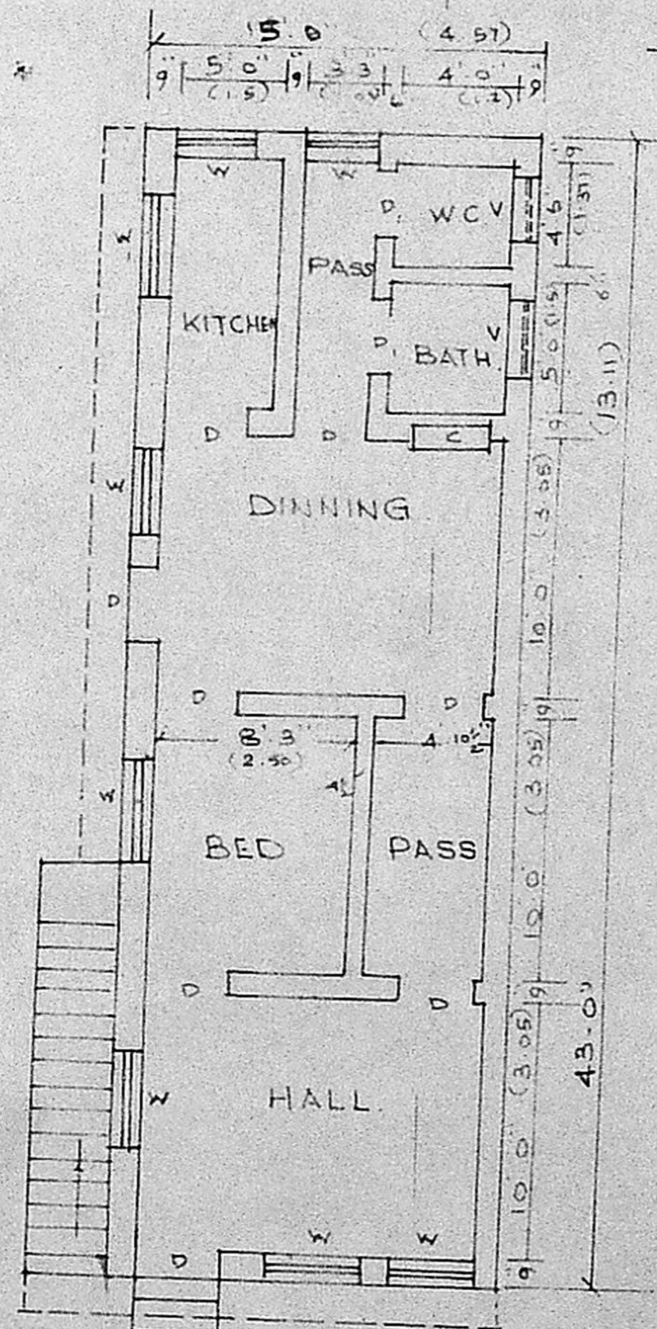 15'.0" (4.57)
9" 5'.0" 9" 3'.3" 4'.0" 9"
(1.5) (1.2)
W W
9"
D, WC V 4'.6" (1.37)
W
PASS
6"
KITCHEN V
D, BATH 5'.0" (1.5)
(13.11)
D D C 9"
W
DINNING
10'.0" (3.05)
D
D D 9"
8'.3" 4'.10½"
(2.50)
W 4½"
BED PASS
10'.0" (3.05)
D D 9"
43'.0"
W HALL
10'.0" (3.05)
W W
D 9"